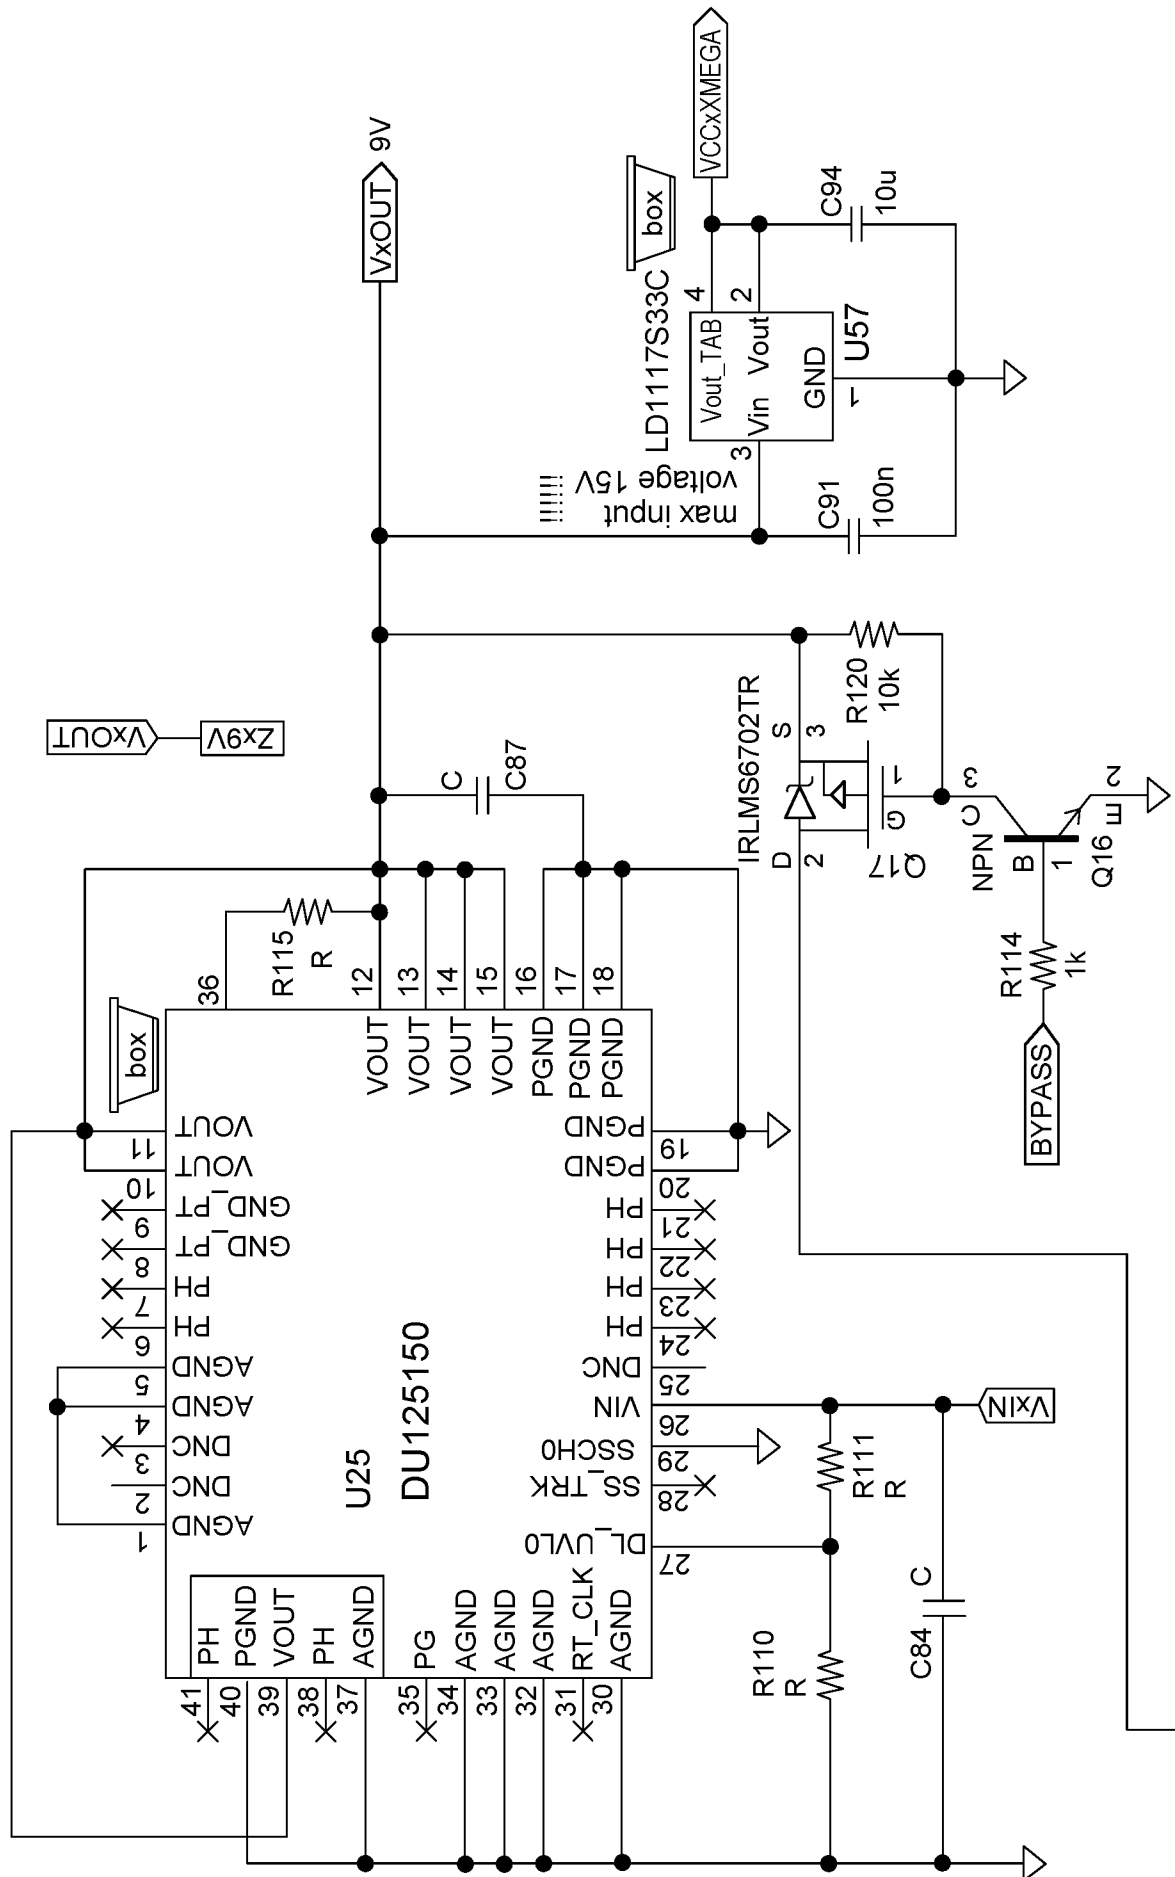 VxOUT
9V
VCCxXMEGA
box
LD1117S33C
4
2
Vout_TAB
Vin
Vout
GND
3
1
U57
C94
10u
max input
voltage 15V
!!!!!!
C91
100n
VxOUT
Zx9V
C
C87
IRLMS6702TR
D
S
2
3
G
1
Q17
R120
10k
NPN
C
3
B
1
E
2
Q16
R114
1k
BYPASS
R115
R
36
box
12
13
14
15
16
17
18
VOUT
VOUT
VOUT
VOUT
PGND
PGND
PGND
11
VOUT
10
VOUT
9
GND_PT
8
GND_PT
7
PH
6
PH
5
AGND
4
AGND
3
DNC
2
DNC
1
AGND
U25
DU125150
PGND
19
PGND
20
PH
21
PH
22
PH
23
PH
24
DNC
25
VIN
26
SSCH0
29
SS_TRK
28
DL_UVL0
27
PH
PGND
VOUT
PH
AGND
PG
AGND
AGND
AGND
RT_CLK
AGND
41
40
39
38
37
35
34
33
32
31
30
VxIN
R111
R
R110
R
C84
C